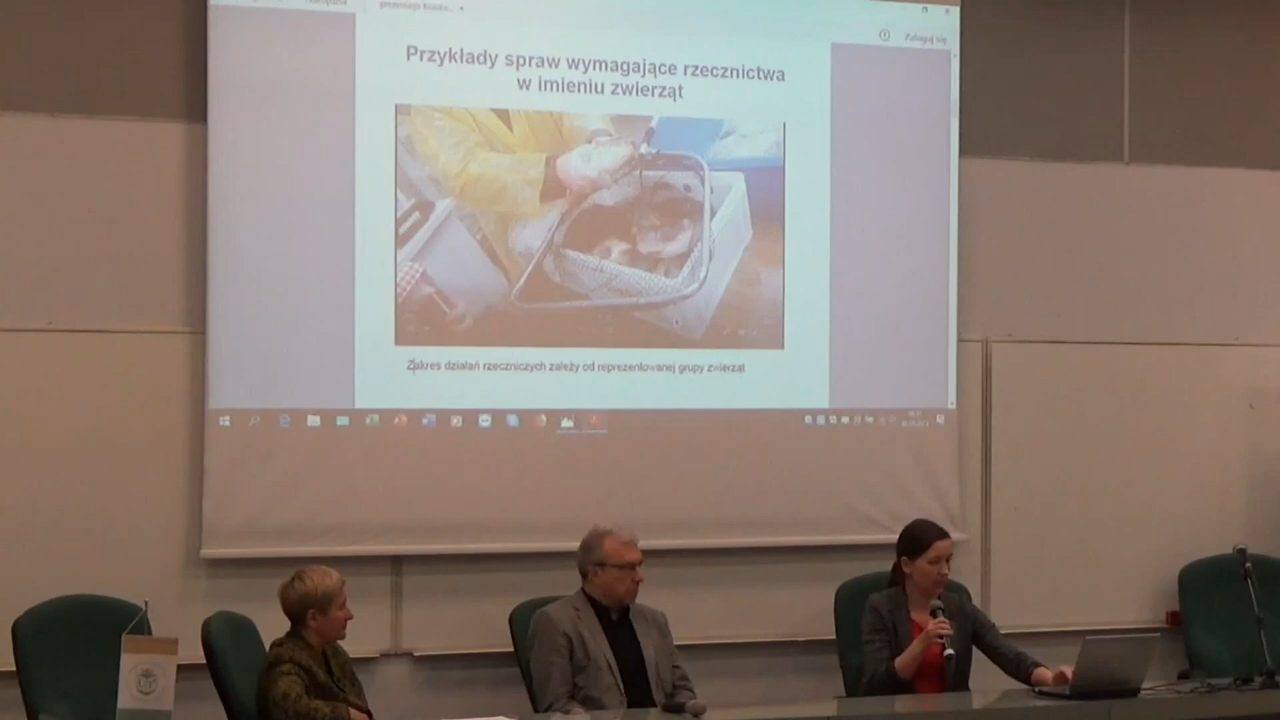 Zaloguj się
Przykłady spraw wymagające rzecznictwa
w imieniu zwierząt
Zakres działań rzeczniczych zależy od reprezentowanej grupy zwierząt